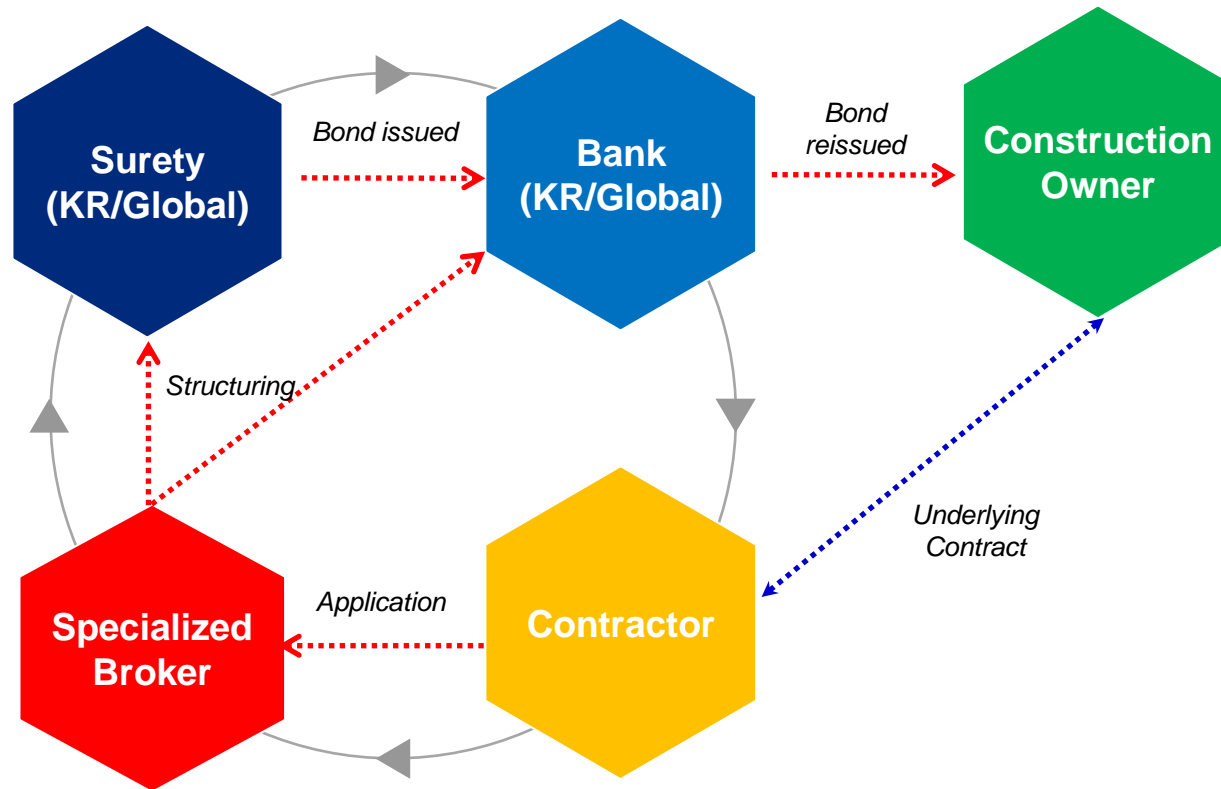 Surety
(KR/Global)
Bond issued
Bank
(KR/Global)
Bond
reissued
Construction
Owner
Structuring
Specialized
Broker
Application
Contractor
Underlying
Contract